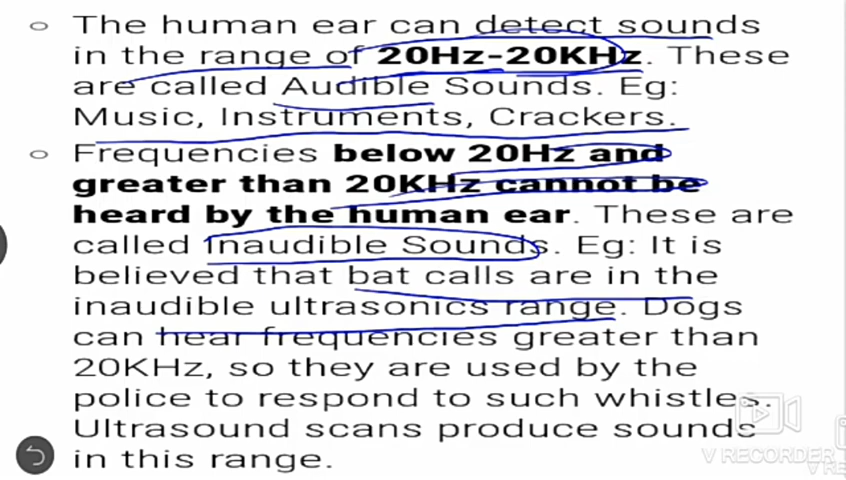 The human ear can detect sounds
in the range of 20Hz-20KHz. These
are called Audible Sounds. Eg:
Music, Instruments, Crackers.
Frequencies below 20Hz and
greater than 20KHz cannot be
heard by the human ear. These are
called Inaudible Sounds. Eg: It is
believed that bat calls are in the
inaudible ultrasonics range. Dogs
can hear frequencies greater than
20KHz, so they are used by the
police to respond to such whistles.
Ultrasound scans produce sounds
in this range.
V RECORDER
V RE